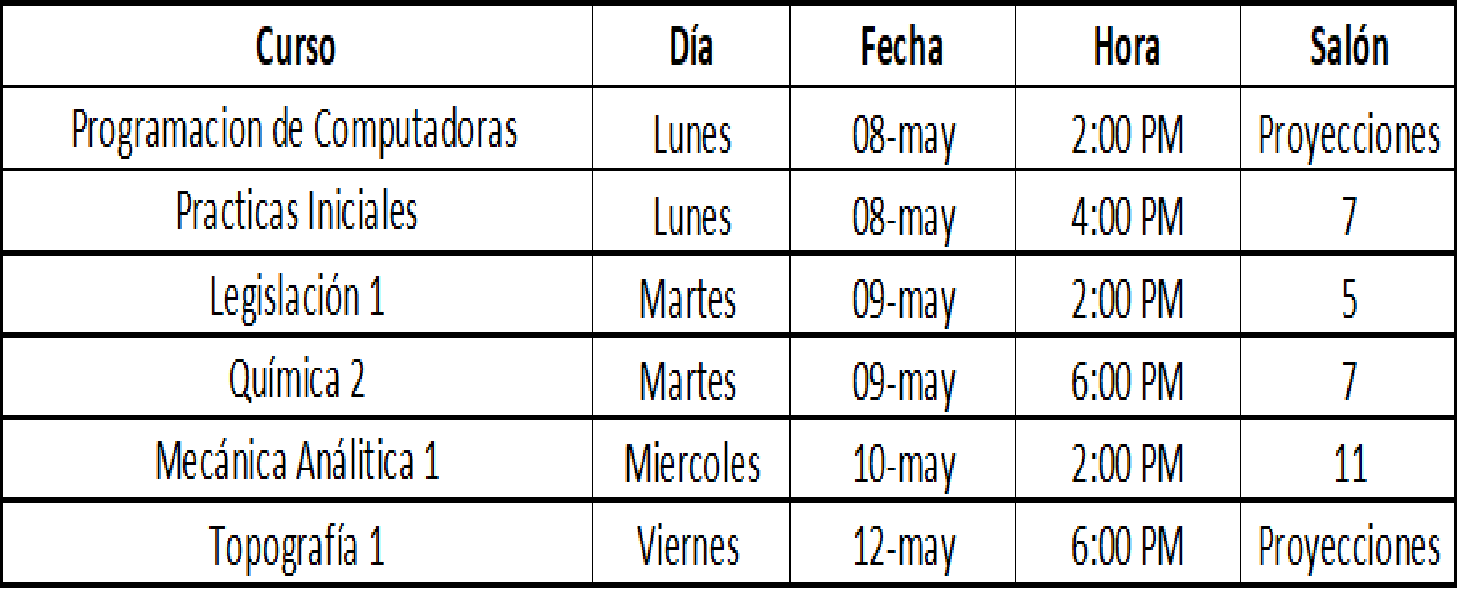 Curso Día Fecha Hora Salón
Programacion de Computadoras Lunes 08-may 2:00 PM Proyecciones
Practicas Iniciales Lunes 08-may 4:00 PM 7
Legislación 1 Martes 09-may 2:00 PM 5
Química 2 Martes 09-may 6:00 PM 7
Mecánica Análitica 1 Miercoles 10-may 2:00 PM 11
Topografía 1 Viernes 12-may 6:00 PM Proyecciones